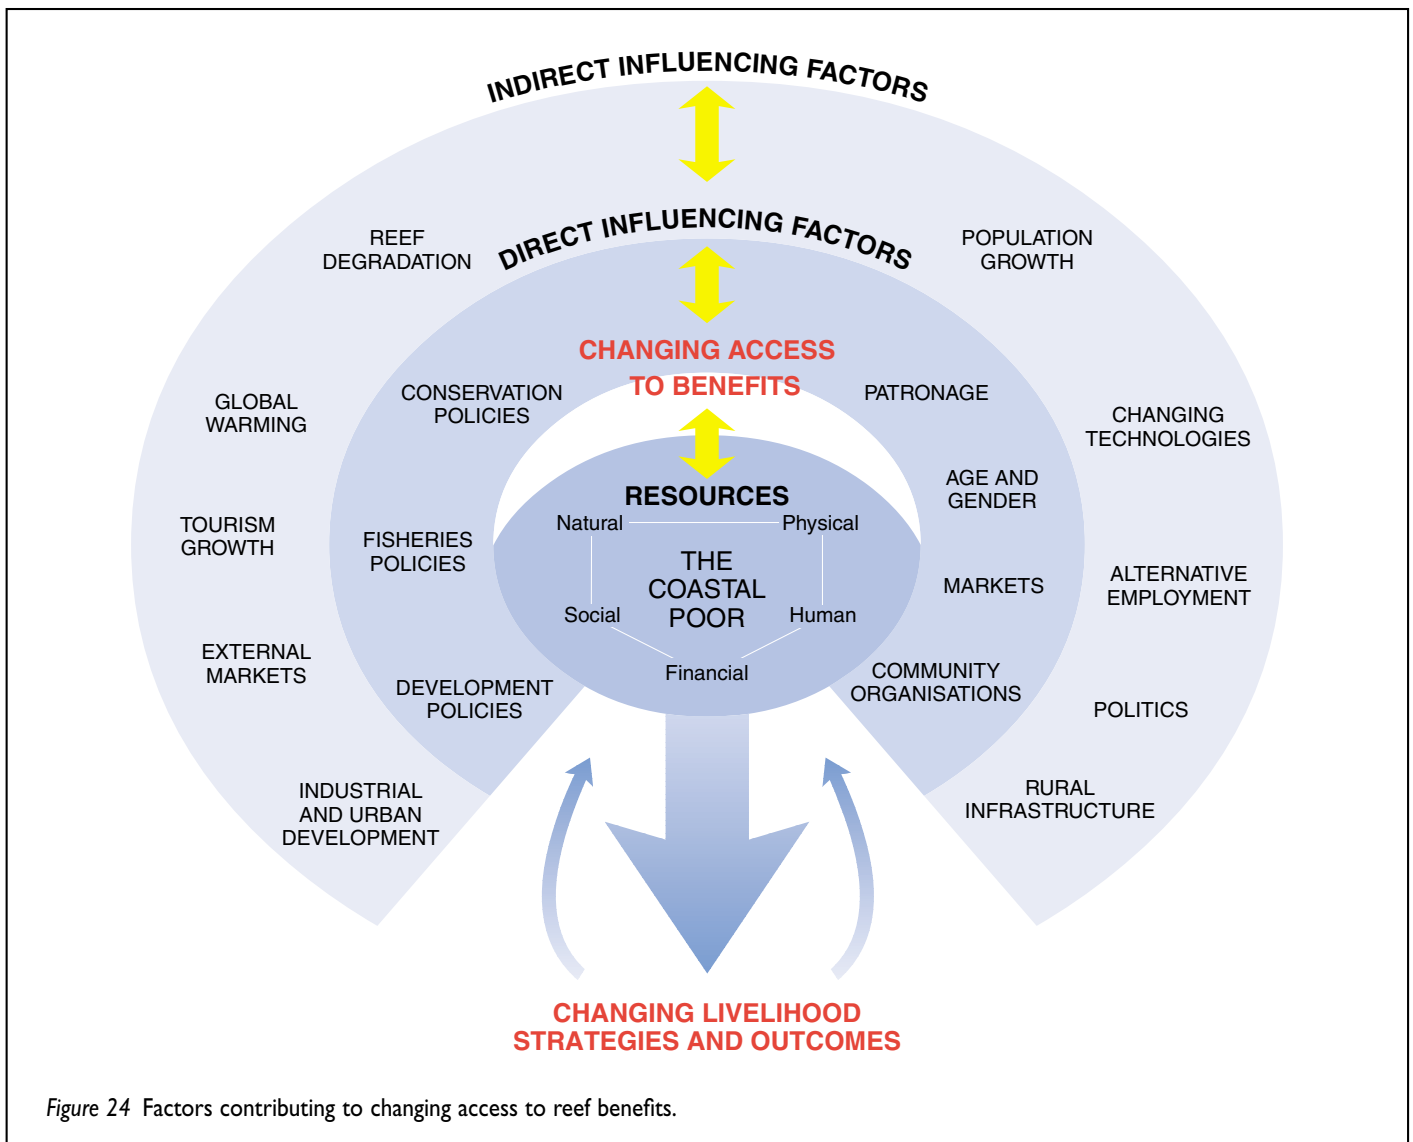 INDIRECT INFLUENCING FACTORS
DIRECT INFLUENCING FACTORS
REEF
DEGRADATION
POPULATION
GROWTH
CHANGING ACCESS
TO BENEFITS
CONSERVATION
POLICIES
PATRONAGE
GLOBAL
WARMING
CHANGING
TECHNOLOGIES
AGE AND
GENDER
RESOURCES
Natural
Physical
TOURISM
GROWTH
FISHERIES
POLICIES
THE
COASTAL
POOR
MARKETS
ALTERNATIVE
EMPLOYMENT
Social
Human
EXTERNAL
MARKETS
Financial
DEVELOPMENT
POLICIES
COMMUNITY
ORGANISATIONS
POLITICS
INDUSTRIAL
AND URBAN
DEVELOPMENT
RURAL
INFRASTRUCTURE
CHANGING LIVELIHOOD
STRATEGIES AND OUTCOMES
Figure 24 Factors contributing to changing access to reef benefits.